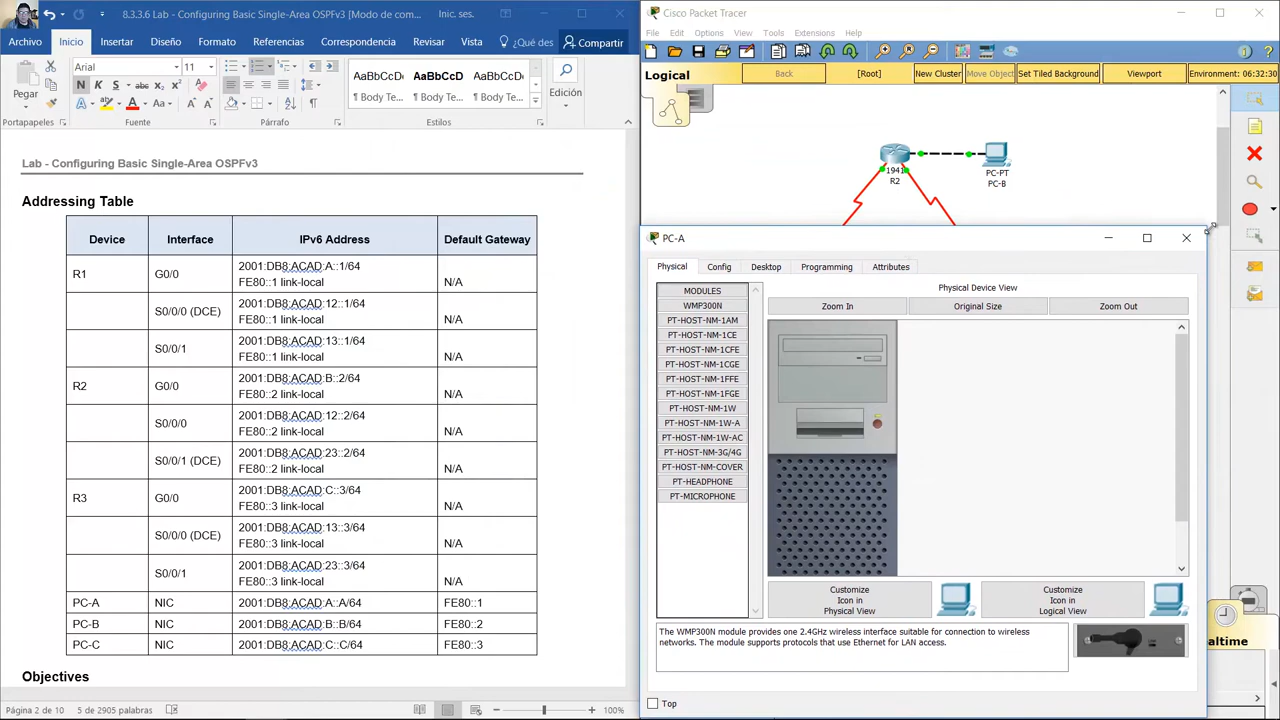 8.3.3.6 Lab - Configuring Basic Single-Area OSPFv3 [Modo de com... Inic. ses.
Archivo Inicio Insertar Diseño Formato Referencias Correspondencia Revisar Vista ¿Qué des Compartir
Pegar
Arial 11
N K S abc x₂ x²
AaBbCcD AaBbCcD AaBbCcD
¶ Body Te... ¶ Body T... ¶ Body Te...
Edición
Portapapeles Fuente Párrafo Estilos
Lab - Configuring Basic Single-Area OSPFv3
Addressing Table
Device Interface IPv6 Address Default Gateway
R1 G0/0 2001:DB8:ACAD:A::1/64
FE80::1 link-local N/A
S0/0/0 (DCE) 2001:DB8:ACAD:12::1/64
FE80::1 link-local N/A
S0/0/1 2001:DB8:ACAD:13::1/64
FE80::1 link-local N/A
R2 G0/0 2001:DB8:ACAD:B::2/64
FE80::2 link-local N/A
S0/0/0 2001:DB8:ACAD:12::2/64
FE80::2 link-local N/A
S0/0/1 (DCE) 2001:DB8:ACAD:23::2/64
FE80::2 link-local N/A
R3 G0/0 2001:DB8:ACAD:C::3/64
FE80::3 link-local N/A
S0/0/0 (DCE) 2001:DB8:ACAD:13::3/64
FE80::3 link-local N/A
S0/0/1 2001:DB8:ACAD:23::3/64
FE80::3 link-local N/A
PC-A NIC 2001:DB8:ACAD:A::A/64 FE80::1
PC-B NIC 2001:DB8:ACAD:B::B/64 FE80::2
PC-C NIC 2001:DB8:ACAD:C::C/64 FE80::3
Objectives
Página 2 de 10 5 de 2905 palabras 100%
Cisco Packet Tracer
File Edit Options View Tools Extensions Help
Logical Back [Root] New Cluster Move Object Set Tiled Background Viewport Environment: 06:32:30
1941
R2
PC-PT
PC-B
PC-A
Physical Config Desktop Programming Attributes
MODULES
WMP300N
PT-HOST-NM-1AM
PT-HOST-NM-1CE
PT-HOST-NM-1CFE
PT-HOST-NM-1CGE
PT-HOST-NM-1FFE
PT-HOST-NM-1FGE
PT-HOST-NM-1W
PT-HOST-NM-1W-A
PT-HOST-NM-1W-AC
PT-HOST-NM-3G/4G
PT-HOST-NM-COVER
PT-HEADPHONE
PT-MICROPHONE
Physical Device View
Zoom In Original Size Zoom Out
Customize
Icon in
Physical View
Customize
Icon in
Logical View
The WMP300N module provides one 2.4GHz wireless interface suitable for connection to wireless
networks. The module supports protocols that use Ethernet for LAN access.
Top
ealtime